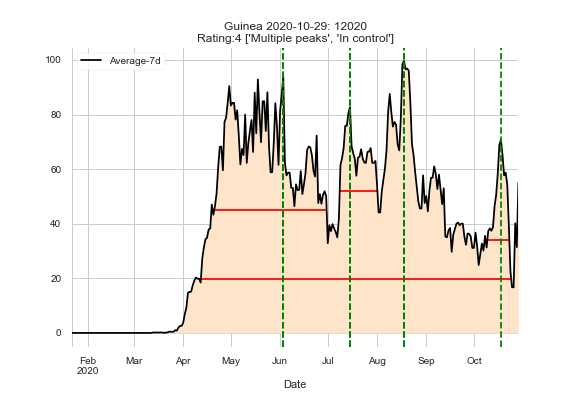 Guinea 2020-10-29: 12020
Rating:4 ['Multiple peaks', 'In control']
Average-7d
100
80
60
40
20
0
Feb Mar Apr May Jun Jul Aug Sep Oct
2020
Date